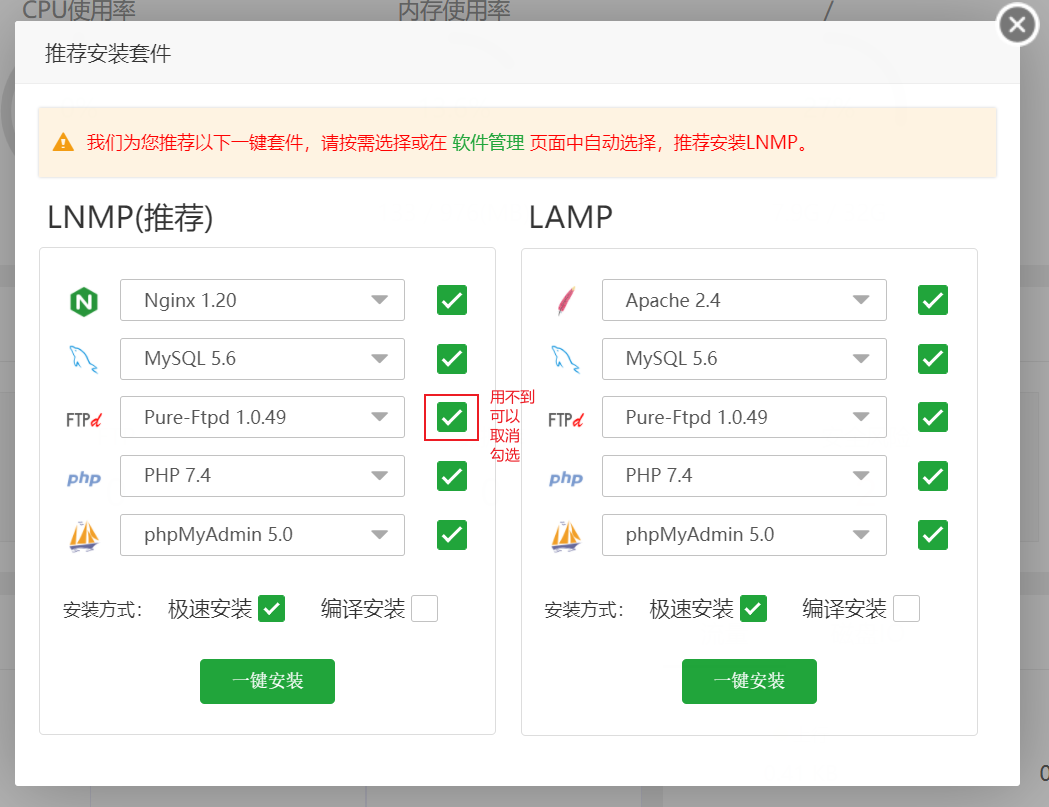 CPU使用率
内存使用率
/
推荐安装套件
我们为您推荐以下一键套件，请按需选择或在 软件管理 页面中自动选择，推荐安装LNMP。
LNMP(推荐)
Nginx 1.20
MySQL 5.6
FTPd
Pure-Ftpd 1.0.49
用不到
可以
取消
勾选
php
PHP 7.4
phpMyAdmin 5.0
安装方式：
极速安装
编译安装
一键安装
LAMP
Apache 2.4
MySQL 5.6
FTPd
Pure-Ftpd 1.0.49
php
PHP 7.4
phpMyAdmin 5.0
安装方式：
极速安装
编译安装
一键安装
0